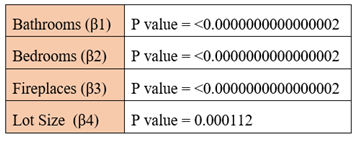 Bathrooms (β1) P value = <0.0000000000000002
Bedrooms (β2) P value = <0.0000000000000002
Fireplaces (β3) P value = <0.0000000000000002
Lot Size (β4) P value = 0.000112